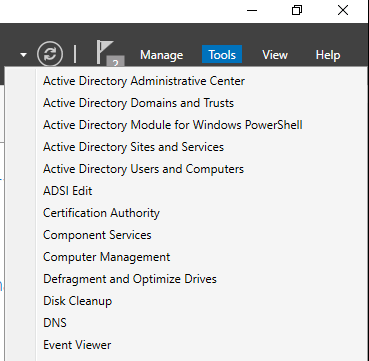 2
Manage Tools View Help
Active Directory Administrative Center
Active Directory Domains and Trusts
Active Directory Module for Windows PowerShell
Active Directory Sites and Services
Active Directory Users and Computers
ADSI Edit
Certification Authority
Component Services
Computer Management
Defragment and Optimize Drives
Disk Cleanup
DNS
Event Viewer